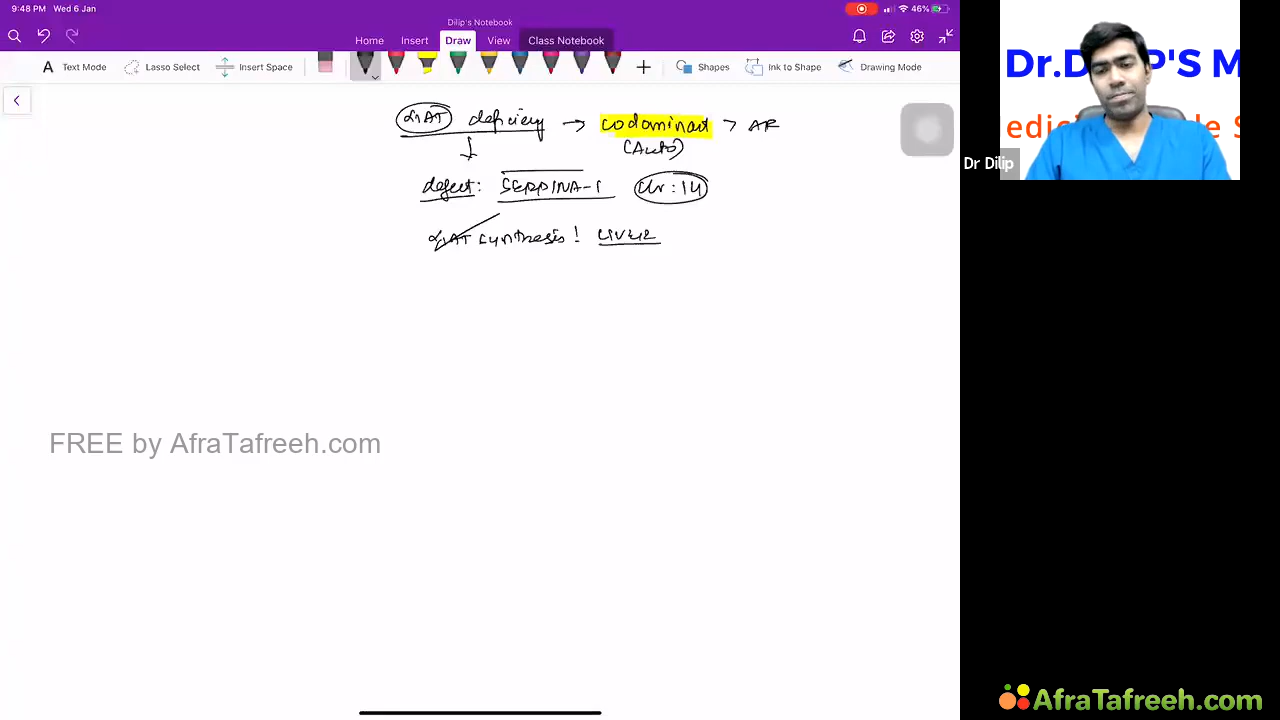 9:48 PM Wed 6 Jan
46%
Dilip's Notebook
Home Insert Draw View Class Notebook
Text Mode Lasso Select Insert Space Shapes Ink to Shape Drawing Mode
α1AT deficiency → codominant > AR
(Auto)
defect: SERPINA-1 Chr: 14
α1AT synthesis! LIVER
FREE by AfraTafreeh.com
Dr.D P'S M
edici e S
Dr Dilip
AfraTafreeh.com